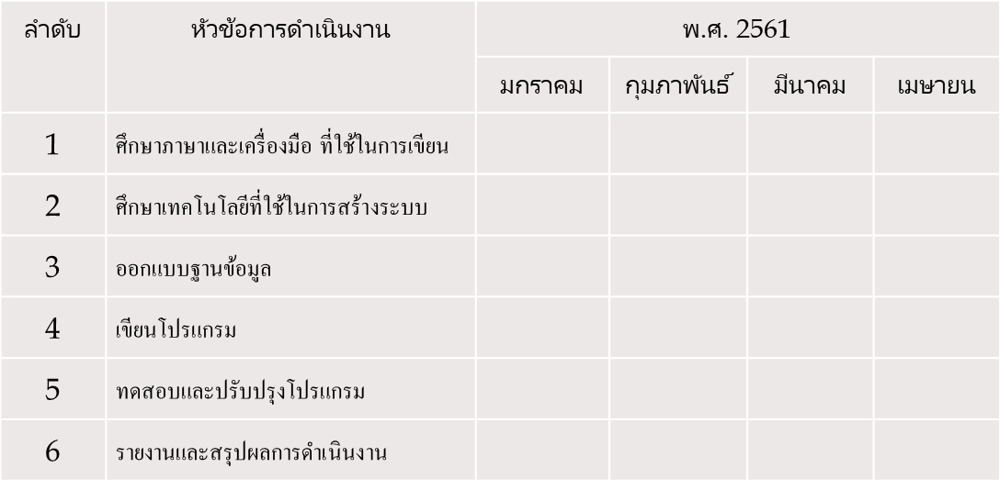 ลำดับ หัวข้อการดำเนินงาน พ.ศ. 2561
มกราคม กุมภาพันธ์ มีนาคม เมษายน
1 ศึกษาภาษาและเครื่องมือ ที่ใช้ในการเขียน
2 ศึกษาเทคโนโลยีที่ใช้ในการสร้างระบบ
3 ออกแบบฐานข้อมูล
4 เขียนโปรแกรม
5 ทดสอบและปรับปรุงโปรแกรม
6 รายงานและสรุปผลการดำเนินงาน